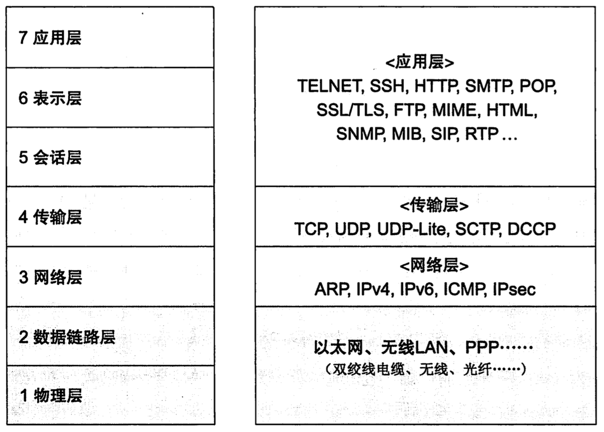 7 应用层
6 表示层
5 会话层
4 传输层
3 网络层
2 数据链路层
1 物理层
<应用层>
TELNET, SSH, HTTP, SMTP, POP,
SSL/TLS, FTP, MIME, HTML,
SNMP, MIB, SIP, RTP ...
<传输层>
TCP, UDP, UDP-Lite, SCTP, DCCP
<网络层>
ARP, IPv4, IPv6, ICMP, IPsec
以太网、无线LAN、PPP……
（双绞线电缆、无线、光纤……）